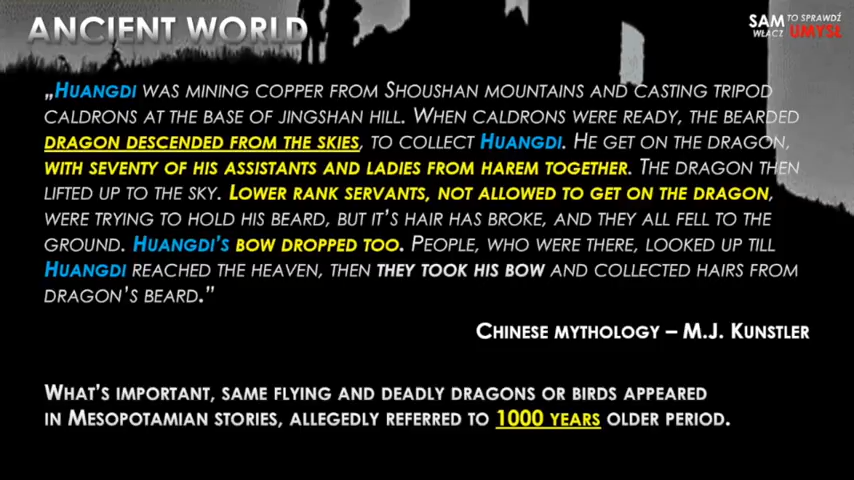 ANCIENT WORLD
SAM TO SPRAWDŹ
WŁĄCZ UMYSŁ
„HUANGDI WAS MINING COPPER FROM SHOUSHAN MOUNTAINS AND CASTING TRIPOD
CALDRONS AT THE BASE OF JINGSHAN HILL. WHEN CALDRONS WERE READY, THE BEARDED
DRAGON DESCENDED FROM THE SKIES, TO COLLECT HUANGDI. HE GET ON THE DRAGON,
WITH SEVENTY OF HIS ASSISTANTS AND LADIES FROM HAREM TOGETHER. THE DRAGON THEN
LIFTED UP TO THE SKY. LOWER RANK SERVANTS, NOT ALLOWED TO GET ON THE DRAGON,
WERE TRYING TO HOLD HIS BEARD, BUT IT'S HAIR HAS BROKE, AND THEY ALL FELL TO THE
GROUND. HUANGDI'S BOW DROPPED TOO. PEOPLE, WHO WERE THERE, LOOKED UP TILL
HUANGDI REACHED THE HEAVEN, THEN THEY TOOK HIS BOW AND COLLECTED HAIRS FROM
DRAGON'S BEARD."
CHINESE MYTHOLOGY – M.J. KUNSTLER
WHAT'S IMPORTANT, SAME FLYING AND DEADLY DRAGONS OR BIRDS APPEARED
IN MESOPOTAMIAN STORIES, ALLEGEDLY REFERRED TO 1000 YEARS OLDER PERIOD.